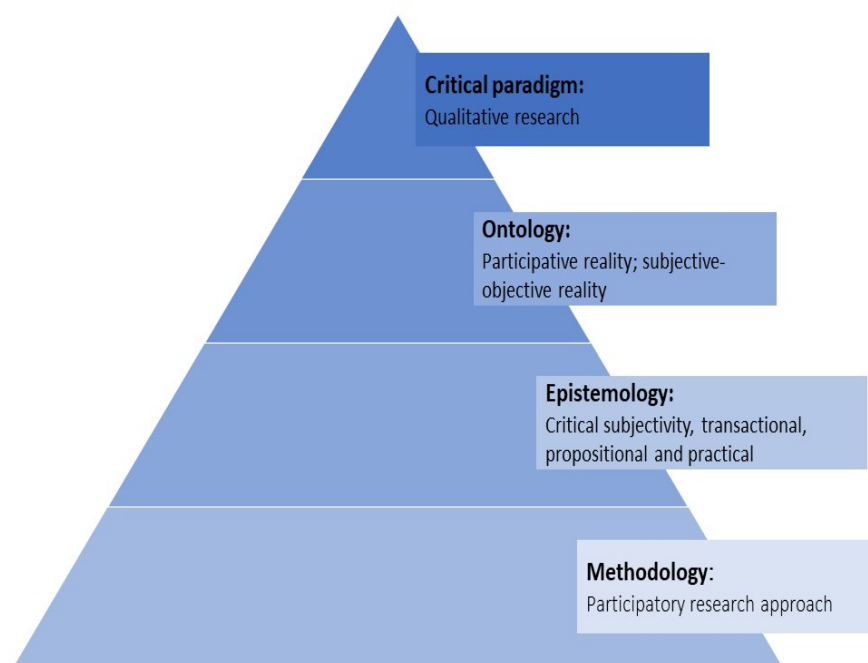 Critical paradigm:
Qualitative research
Ontology:
Participative reality; subjective-
objective reality
Epistemology:
Critical subjectivity, transactional,
propositional and practical
Methodology:
Participatory research approach